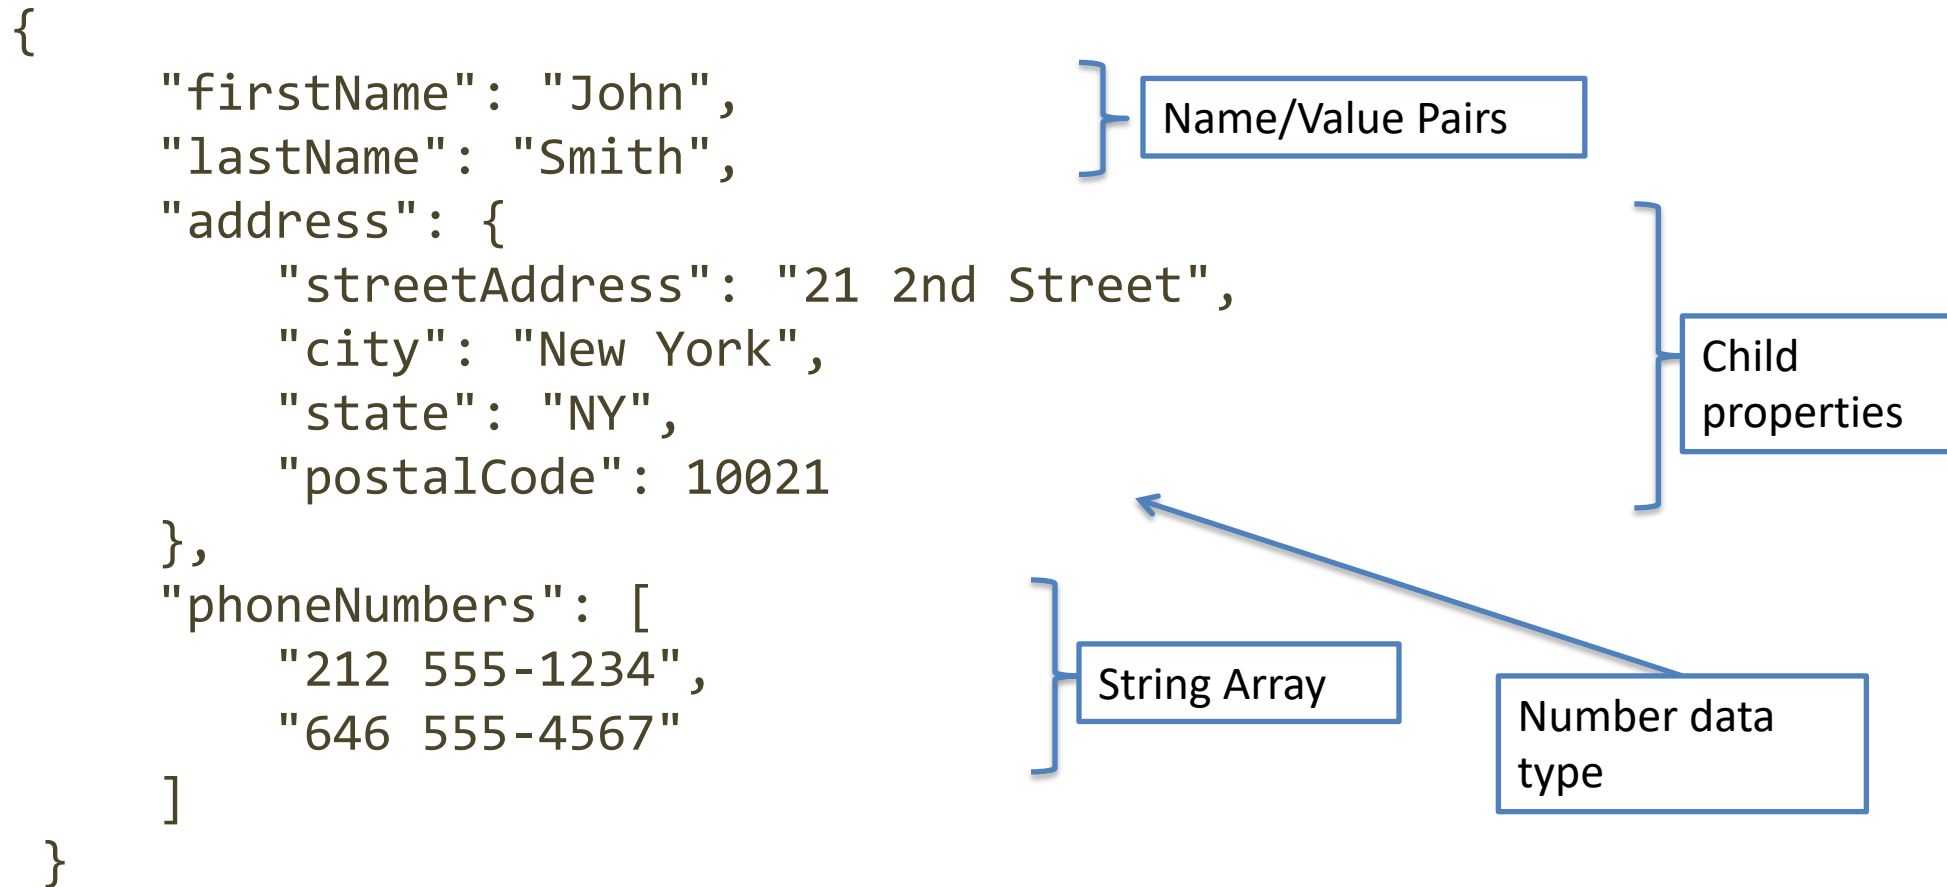 {
"firstName": "John",
"lastName": "Smith",
Name/Value Pairs
"address": {
"streetAddress": "21 2nd Street",
"city": "New York",
"state": "NY",
"postalCode": 10021
},
Child
properties
"phoneNumbers": [
"212 555-1234",
"646 555-4567"
]
}
String Array
Number data
type